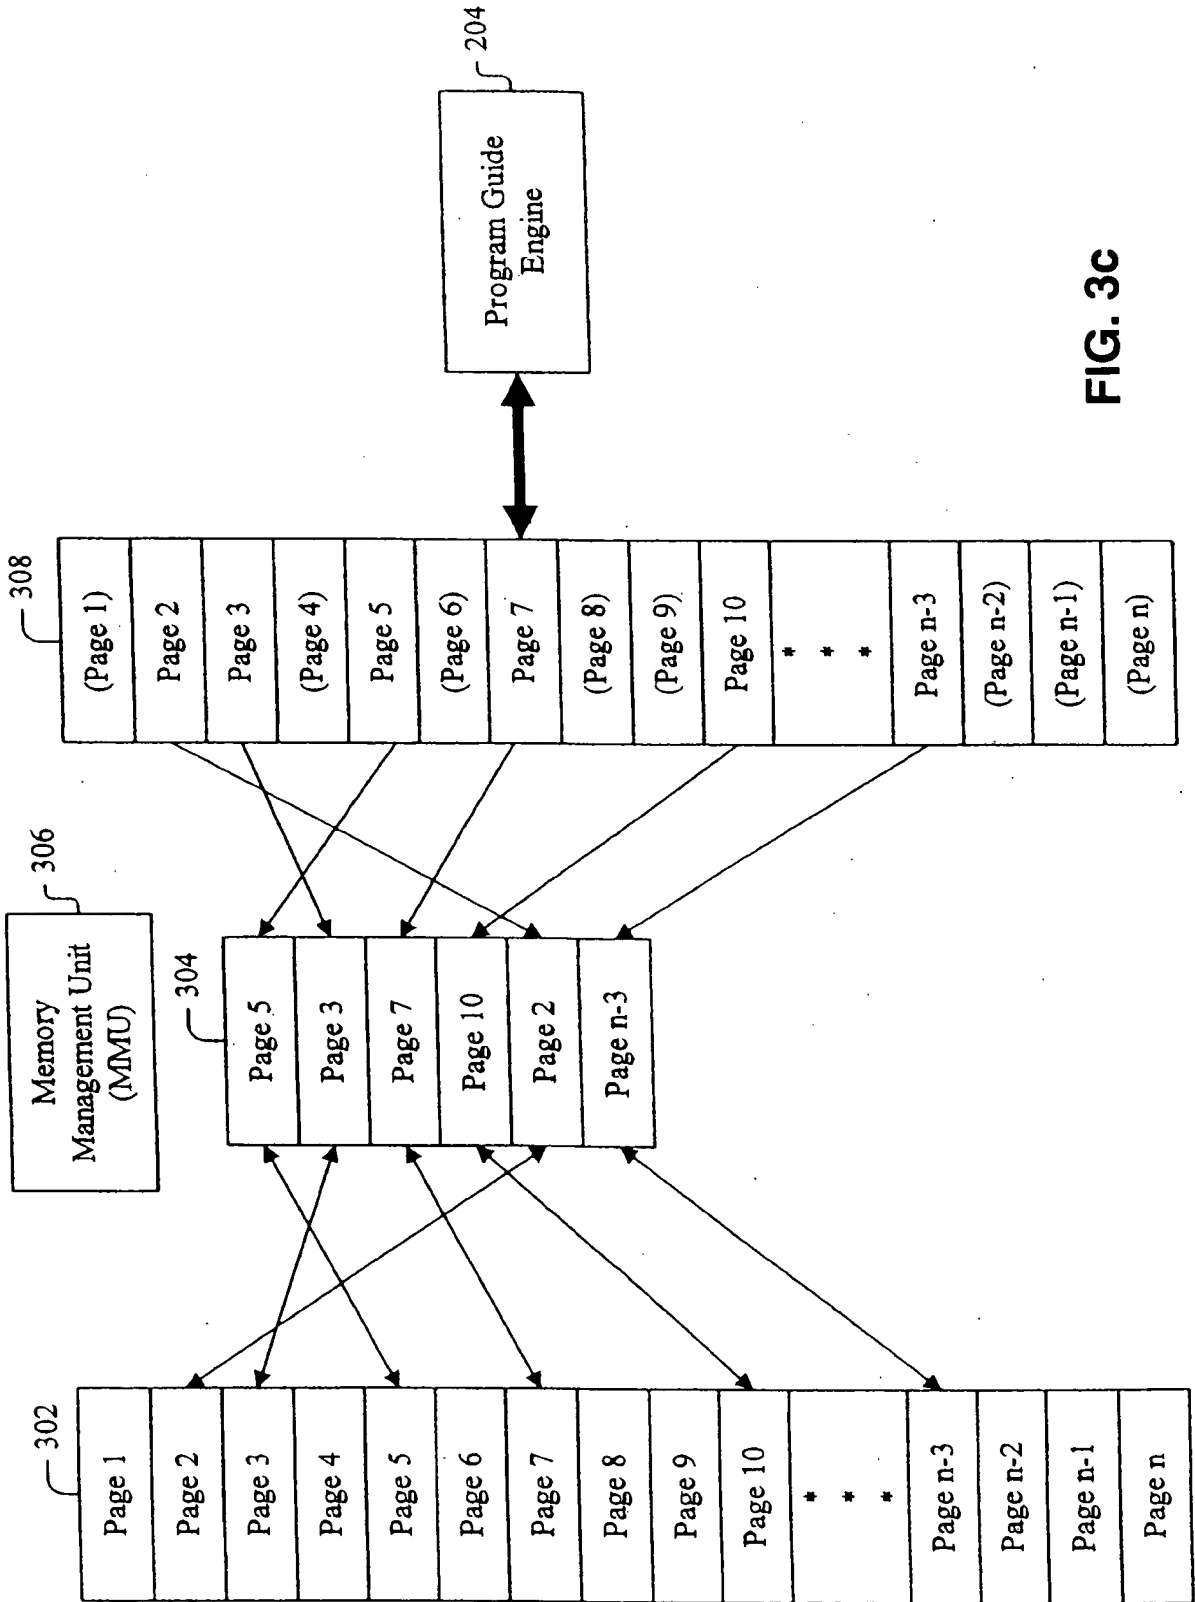 302
Page 1
Page 2
Page 3
Page 4
Page 5
Page 6
Page 7
Page 8
Page 9
Page 10
*
*
*
Page n-3
Page n-2
Page n-1
Page n
Memory
Management Unit
(MMU)
306
304
Page 5
Page 3
Page 7
Page 10
Page 2
Page n-3
308
(Page 1)
Page 2
Page 3
(Page 4)
Page 5
(Page 6)
Page 7
(Page 8)
(Page 9)
Page 10
*
*
*
Page n-3
(Page n-2)
(Page n-1)
(Page n)
204
Program Guide
Engine
FIG. 3c